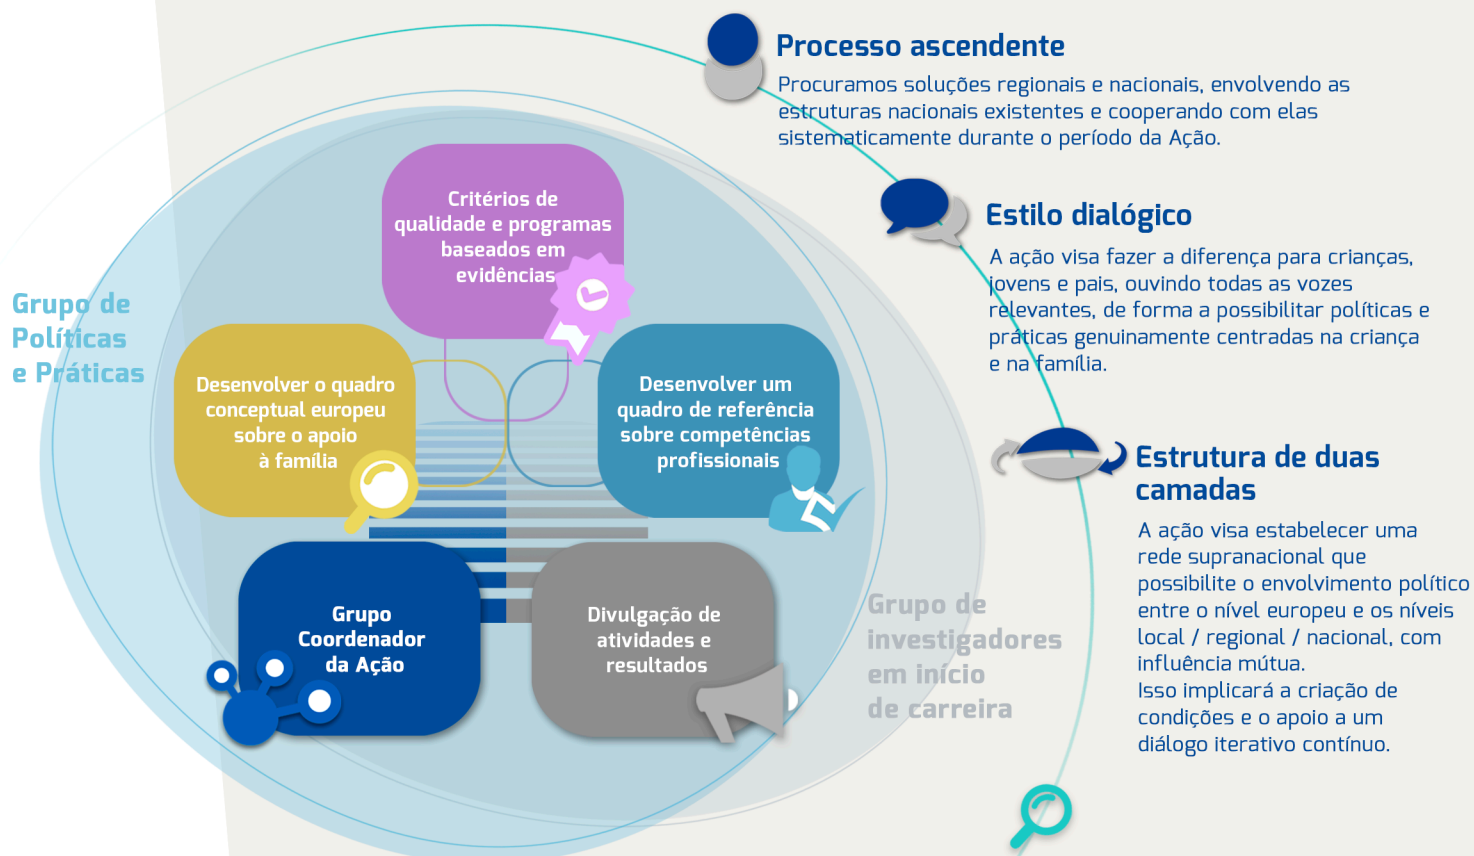 Processo ascendente
Procuramos soluções regionais e nacionais, envolvendo as
estruturas nacionais existentes e cooperando com elas
sistematicamente durante o período da Ação.
Estilo dialógico
A ação visa fazer a diferença para crianças,
jovens e pais, ouvindo todas as vozes
relevantes, de forma a possibilitar políticas e
práticas genuinamente centradas na criança
e na família.
Estrutura de duas
camadas
A ação visa estabelecer uma
rede supranacional que
possibilite o envolvimento político
entre o nível europeu e os níveis
local / regional / nacional, com
influência mútua.
Isso implicará a criação de
condições e o apoio a um
diálogo iterativo contínuo.
Grupo de
Políticas
e Práticas
Critérios de
qualidade e programas
baseados em
evidências
Desenvolver o quadro
conceptual europeu
sobre o apoio
à família
Desenvolver um
quadro de referência
sobre competências
profissionais
Grupo
Coordenador
da Ação
Divulgação de
atividades e
resultados
Grupo de
investigadores
em início
de carreira